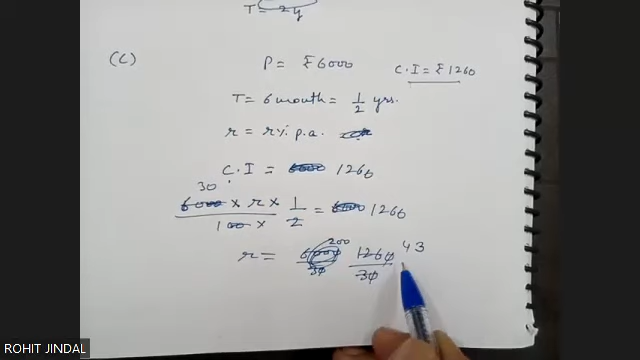 T = 2y
(C) P = ₹6000 C.I = ₹1260
T = 6 month = 1/2 yrs.
r = r% p.a.
C.I = 1260
30
6000 × r × 1/2 = 1260
100 ×
r = 200 1260 43
30 30
ROHIT JINDAL